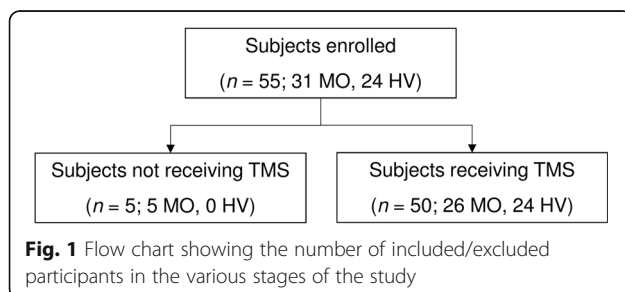 Subjects enrolled
(n = 55; 31 MO, 24 HV)
Subjects not receiving TMS
(n = 5; 5 MO, 0 HV)
Subjects receiving TMS
(n = 50; 26 MO, 24 HV)
Fig. 1 Flow chart showing the number of included/excluded
participants in the various stages of the study